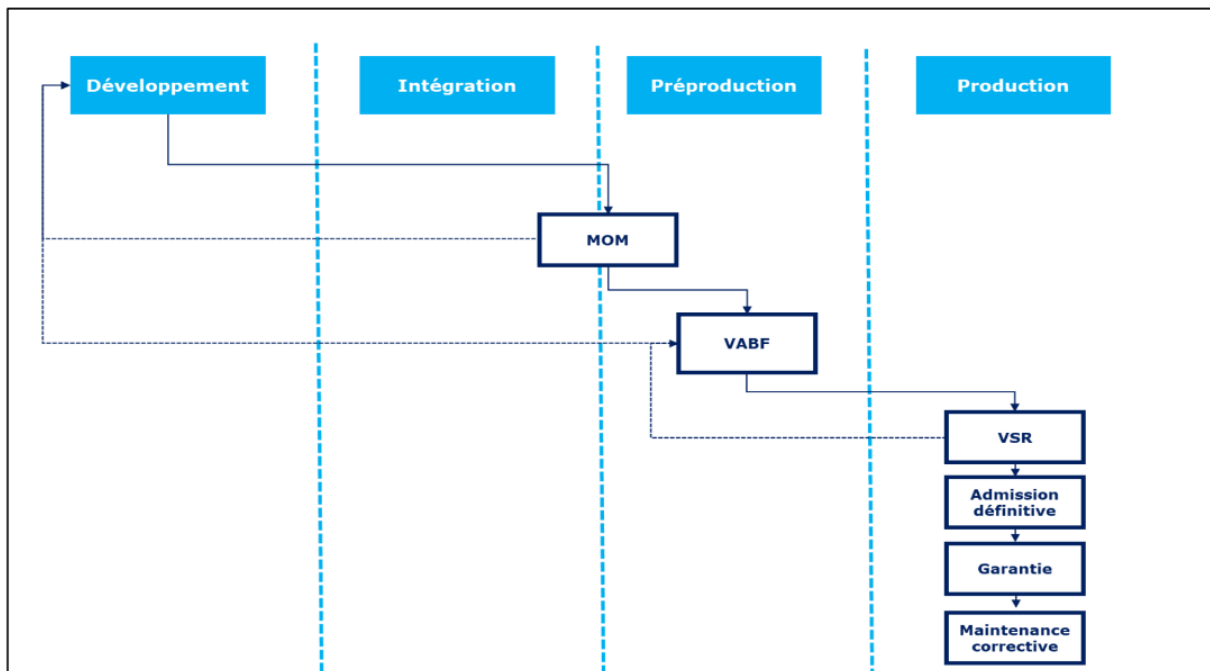 Développement
Intégration
Préproduction
Production
MOM
VABF
VSR
Admission
définitive
Garantie
Maintenance
corrective